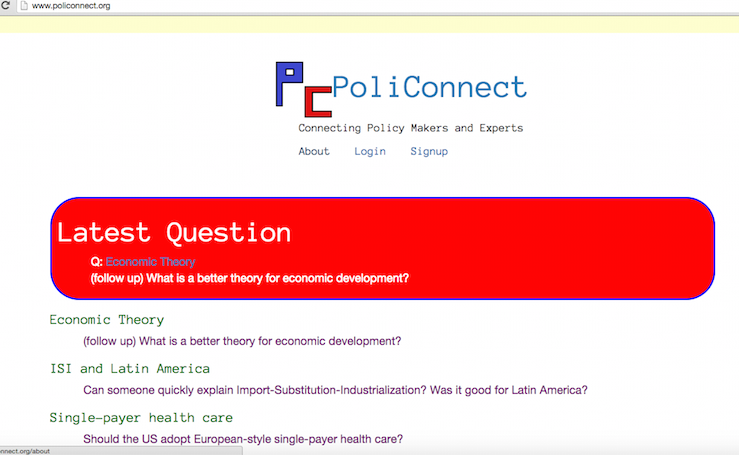 www.policonnect.org
PC PoliConnect
Connecting Policy Makers and Experts
About Login Signup
Latest Question
Q: Economic Theory
(follow up) What is a better theory for economic development?
Economic Theory
(follow up) What is a better theory for economic development?
ISI and Latin America
Can someone quickly explain Import-Substitution-Industrialization? Was it good for Latin America?
Single-payer health care
Should the US adopt European-style single-payer health care?
nnect.org/about